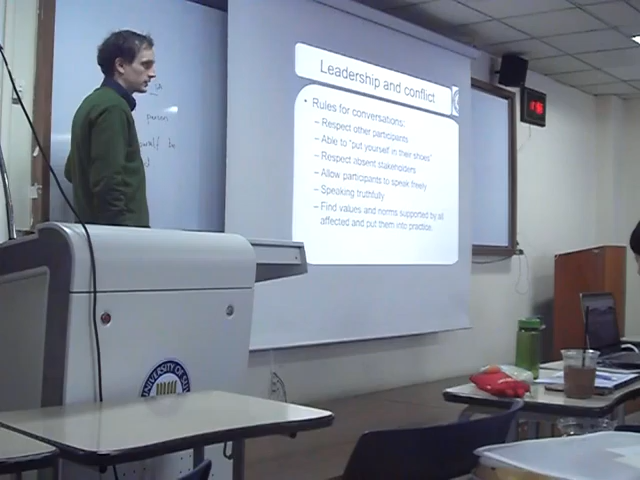 Leadership and conflict
• Rules for conversations:
– Respect other participants
– Able to "put yourself in their shoes"
– Respect absent stakeholders
– Allow participants to speak freely
– Speaking truthfully
– Find values and norms supported by all
affected and put them into practice.
UNIVERSITY OF